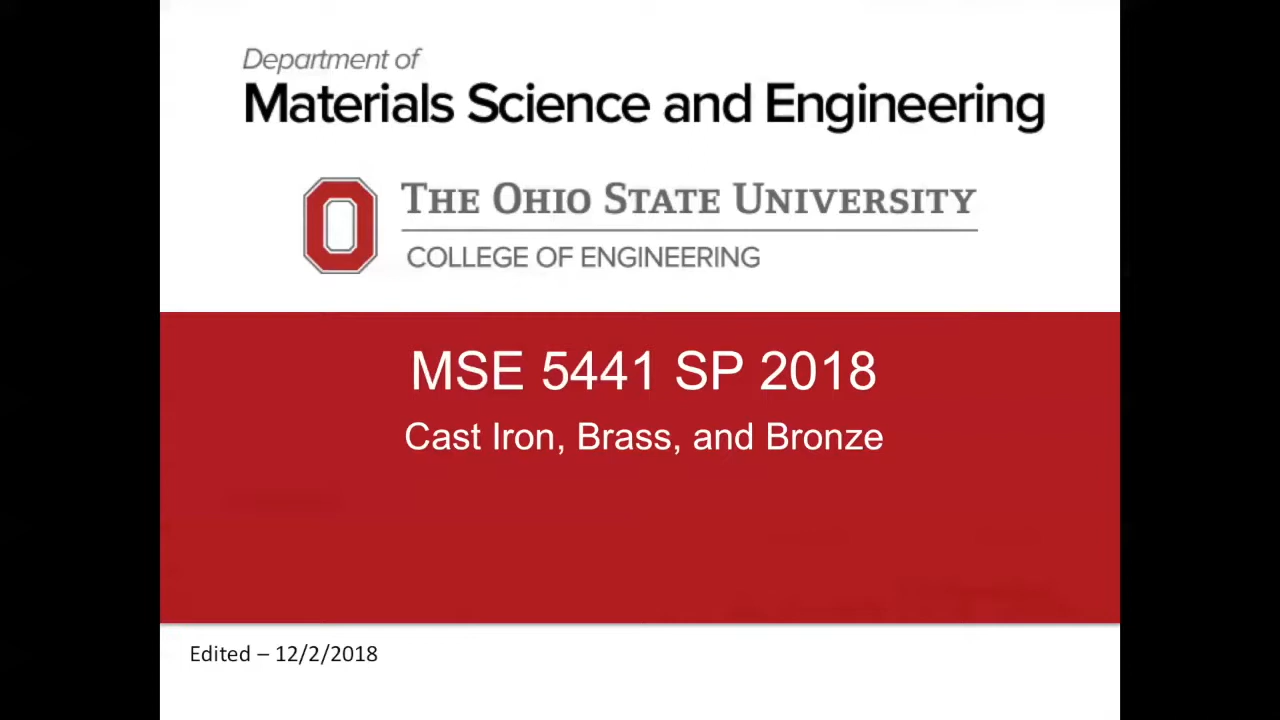 Department of
Materials Science and Engineering
THE OHIO STATE UNIVERSITY
COLLEGE OF ENGINEERING
MSE 5441 SP 2018
Cast Iron, Brass, and Bronze
Edited – 12/2/2018